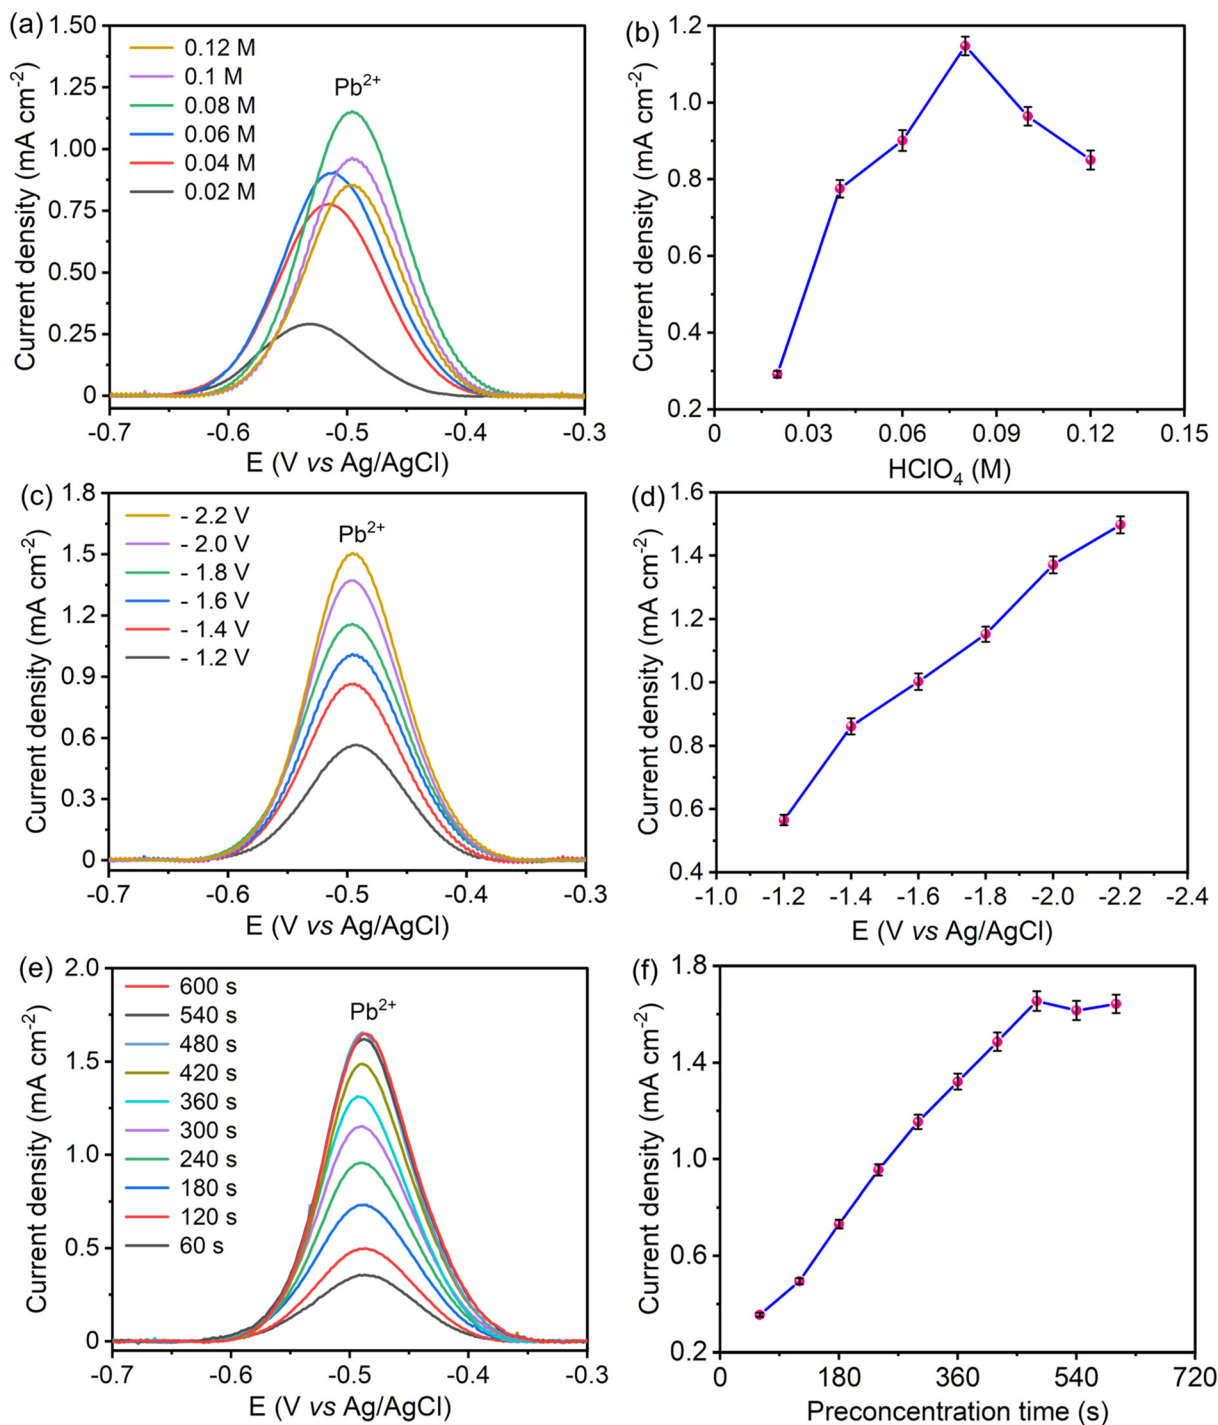 (a)
1.50
1.25
1.00
0.75
0.50
0.25
0
Current density (mA cm⁻²)
0.12 M
0.1 M
0.08 M
0.06 M
0.04 M
0.02 M
Pb²⁺
-0.7 -0.6 -0.5 -0.4 -0.3
E (V vs Ag/AgCl)
(b)
1.2
1.0
0.8
0.6
0.4
0.2
Current density (mA cm⁻²)
0 0.03 0.06 0.09 0.12 0.15
HClO₄ (M)
(c)
1.8
1.5
1.2
0.9
0.6
0.3
0
Current density (mA cm⁻²)
- 2.2 V
- 2.0 V
- 1.8 V
- 1.6 V
- 1.4 V
- 1.2 V
Pb²⁺
-0.7 -0.6 -0.5 -0.4 -0.3
E (V vs Ag/AgCl)
(d)
1.6
1.4
1.2
1.0
0.8
0.6
0.4
Current density (mA cm⁻²)
-1.0 -1.2 -1.4 -1.6 -1.8 -2.0 -2.2 -2.4
E (V vs Ag/AgCl)
(e)
2.0
1.5
1.0
0.5
0
Current density (mA cm⁻²)
600 s
540 s
480 s
420 s
360 s
300 s
240 s
180 s
120 s
60 s
Pb²⁺
-0.7 -0.6 -0.5 -0.4 -0.3
E (V vs Ag/AgCl)
(f)
1.8
1.4
1.0
0.6
0.2
Current density (mA cm⁻²)
0 180 360 540 720
Preconcentration time (s)